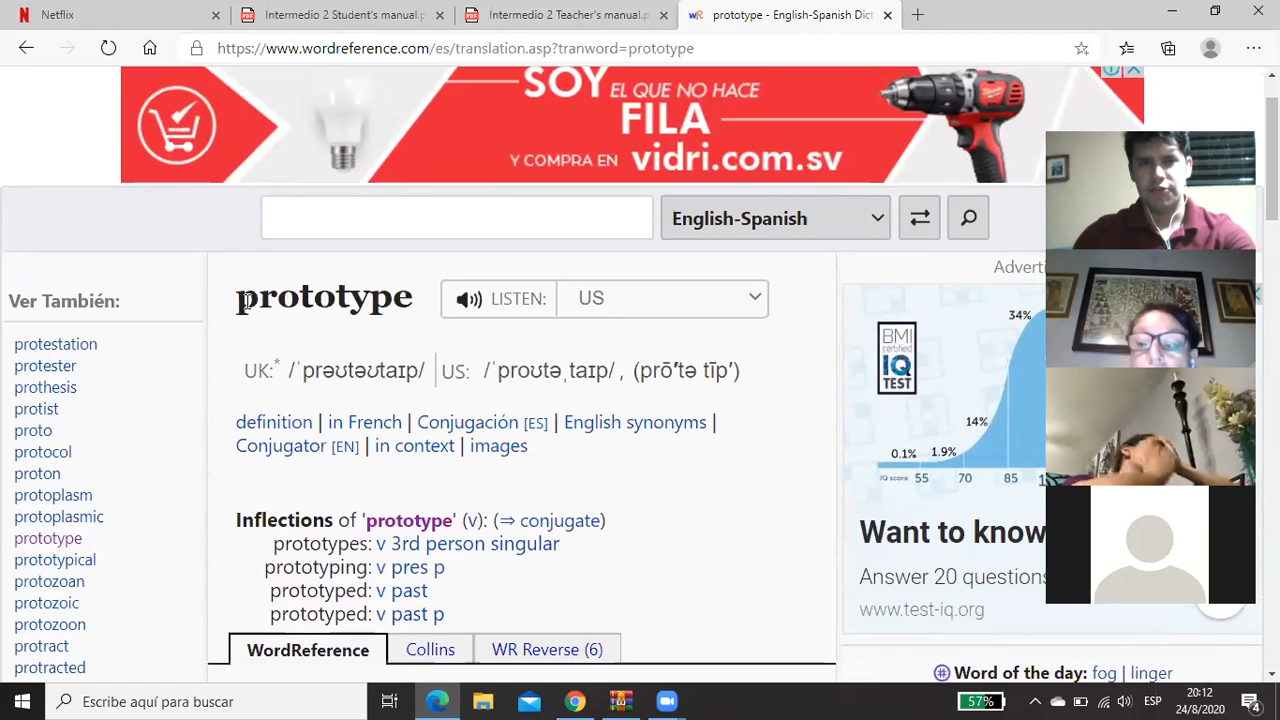 Netflix
Intermedio 2 Student's manual.p
Intermedio 2 Teacher's manual.p
prototype - English-Spanish Dict
https://www.wordreference.com/es/translation.asp?tranword=prototype
SOY EL QUE NO HACE
FILA
Y COMPRA EN vidri.com.sv
English-Spanish
Ver También:
protestation
protester
prothesis
protist
proto
protocol
proton
protoplasm
protoplasmic
prototype
prototypical
protozoan
protozoic
protozoon
protract
protracted
prototype
LISTEN: US
UK:* /ˈprəʊtəʊtaɪp/ US: /ˈproʊtəˌtaɪp/ , (prō′tə tīp′)
definition | in French | Conjugación [ES] | English synonyms |
Conjugator [EN] | in context | images
Inflections of 'prototype' (v): (⇒ conjugate)
prototypes: v 3rd person singular
prototyping: v pres p
prototyped: v past
prototyped: v past p
WordReference Collins WR Reverse (6)
Adverti
BMI
certified
IQ
TEST
34%
14%
1.9%
0.1%
IQ score 55 70 85
Want to know
Answer 20 questions
www.test-iq.org
Word of the day: fog | linger
Escribe aquí para buscar
57%
ESP
20:12
24/8/2020
4